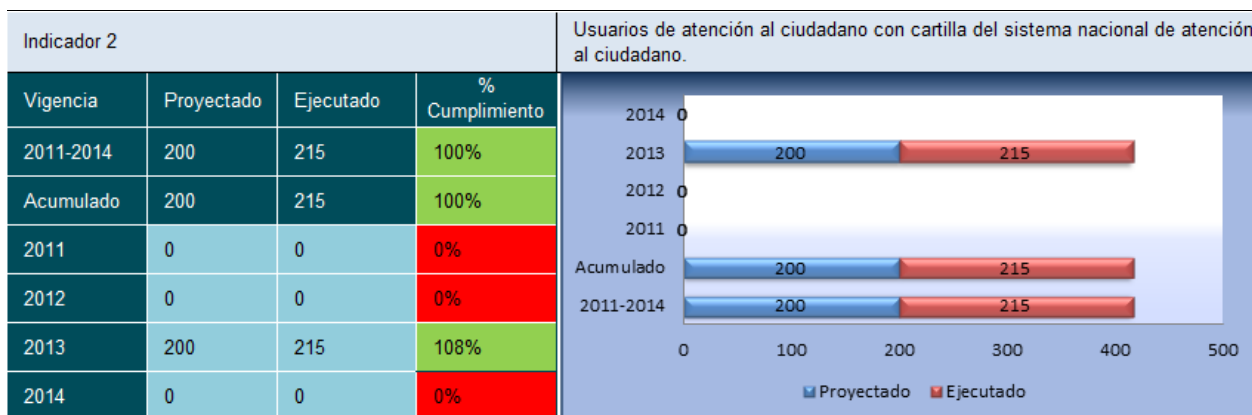 Indicador 2
Usuarios de atención al ciudadano con cartilla del sistema nacional de atención
al ciudadano.
Vigencia Proyectado Ejecutado % Cumplimiento
2011-2014 200 215 100%
Acumulado 200 215 100%
2011 0 0 0%
2012 0 0 0%
2013 200 215 108%
2014 0 0 0%
2014 0
2013 200 215
2012 0
2011 0
Acumulado 200 215
2011-2014 200 215
0 100 200 300 400 500
Proyectado Ejecutado